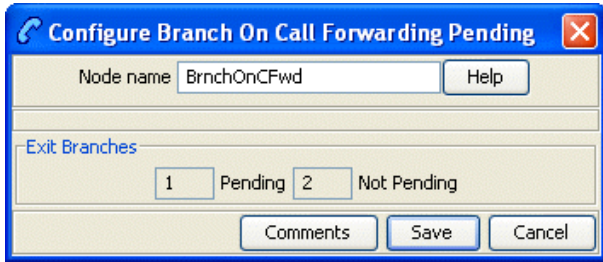 Configure Branch On Call Forwarding Pending
Node name BrnchOnCFwd Help
Exit Branches
1 Pending 2 Not Pending
Comments Save Cancel